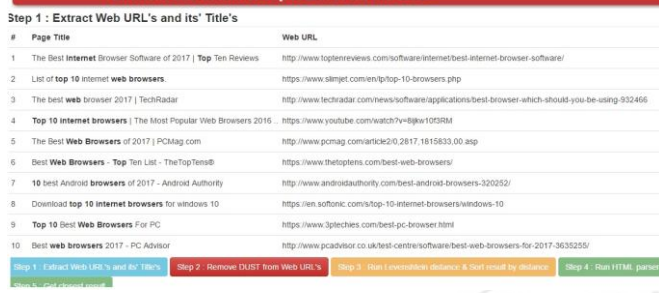 Step 1 : Extract Web URL's and its' Title's
# Page Title Web URL
1 The Best Internet Browser Software of 2017 | Top Ten Reviews http://www.toptenreviews.com/software/internet/best-internet-browser-software/
2 List of top 10 internet web browsers. https://www.slimjet.com/en/lp/top-10-browsers.php
3 The best web browser 2017 | TechRadar http://www.techradar.com/news/software/applications/best-browser-which-should-you-be-using-932466
4 Top 10 internet browsers | The Most Popular Web Browsers 2016 .. https://www.youtube.com/watch?v=8ijkw10f3RM
5 The Best Web Browsers of 2017 | PCMag.com http://www.pcmag.com/article2/0,2817,1815833,00.asp
6 Best Web Browsers - Top Ten List - TheTopTens® https://www.thetoptens.com/best-web-browsers/
7 10 best Android browsers of 2017 - Android Authority http://www.androidauthority.com/best-android-browsers-320252/
8 Download top 10 internet browsers for windows 10 https://en.softonic.com/s/top-10-internet-browsers/windows-10
9 Top 10 Best Web Browsers For PC https://www.3ptechies.com/best-pc-browser.html
10 Best web browsers 2017 - PC Advisor http://www.pcadvisor.co.uk/test-centre/software/best-web-browsers-for-2017-3635255/
Step 1 : Extract Web URL's and its' Title's Step 2 : Remove DUST from Web URL's Step 3 : Run Levenshtein distance & Sort result by distance Step 4 : Run HTML parser
Step 5 : Get closest result